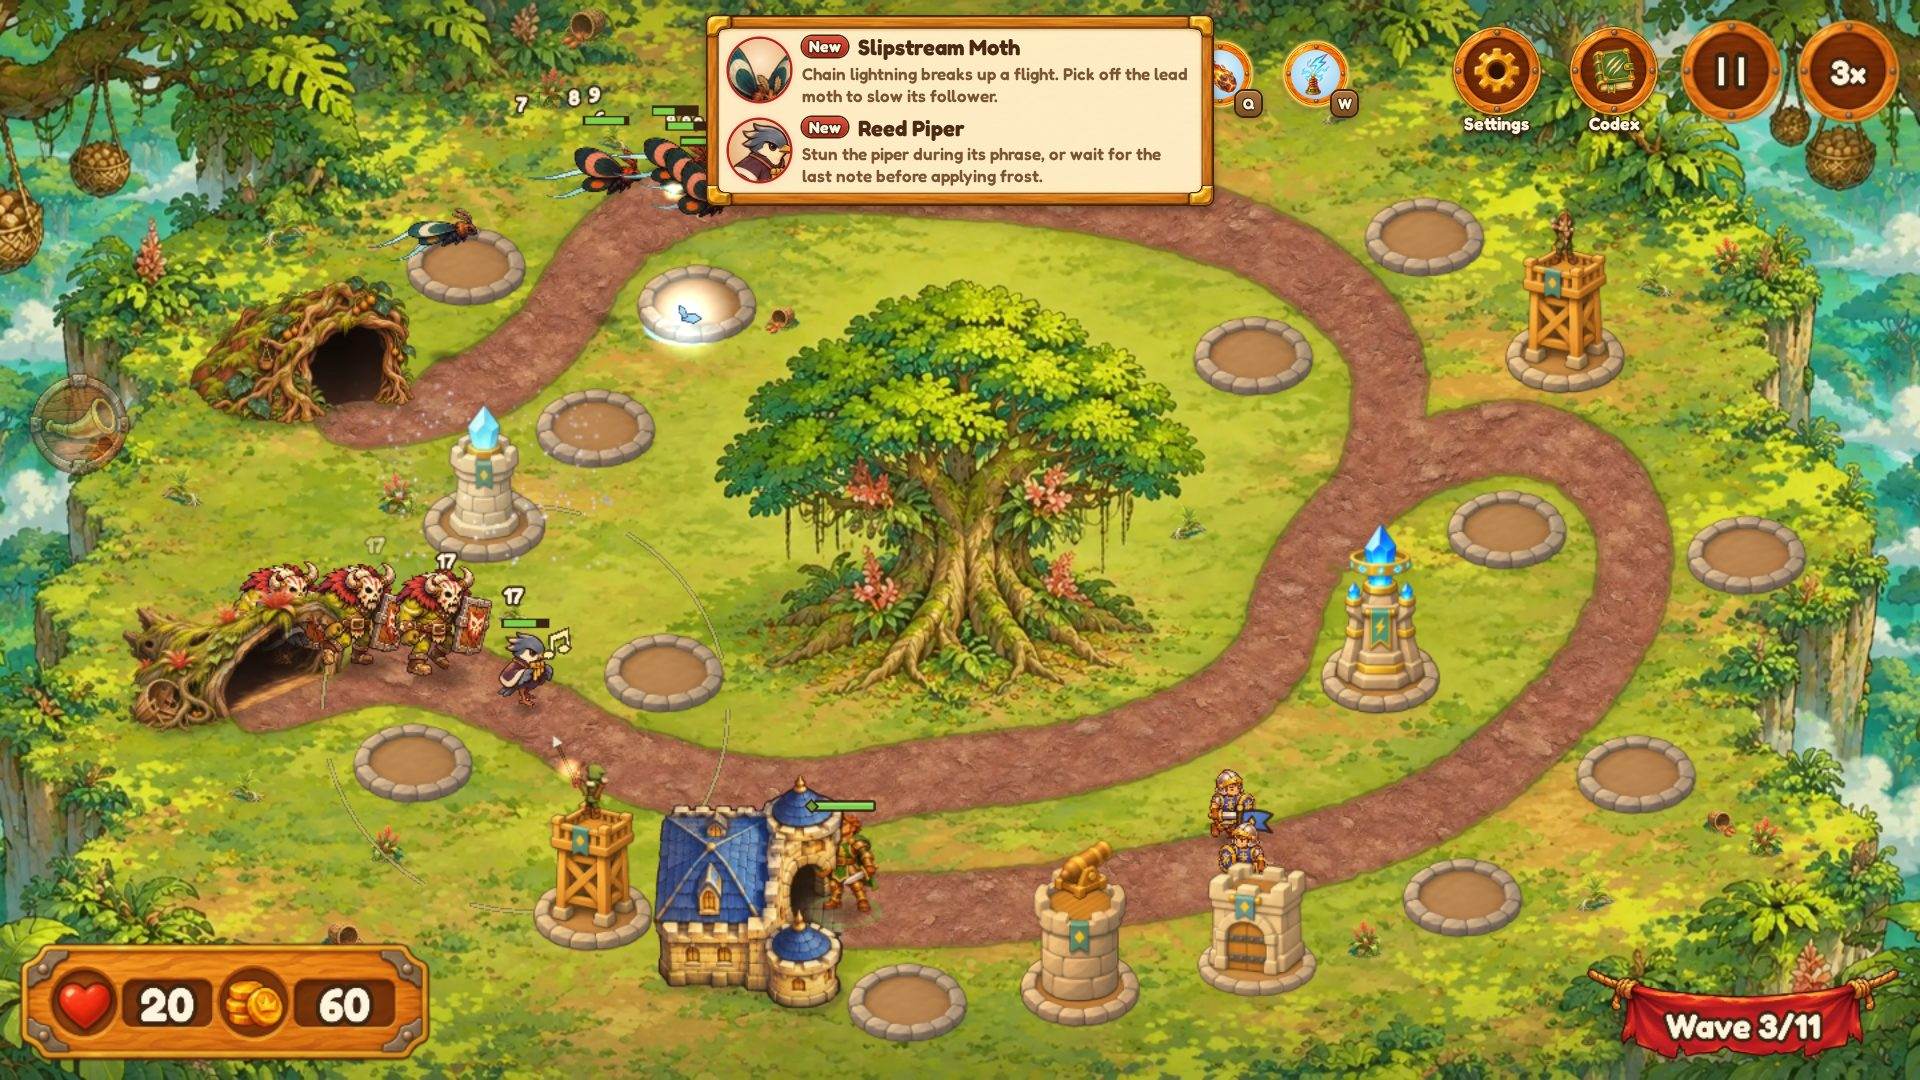 New Slipstream Moth
Chain lightning breaks up a flight. Pick off the lead
moth to slow its follower.
New Reed Piper
Stun the piper during its phrase, or wait for the
last note before applying frost.
Q
W
Settings
Codex
3x
7
8 9
17
17
17
20
60
Wave 3/11